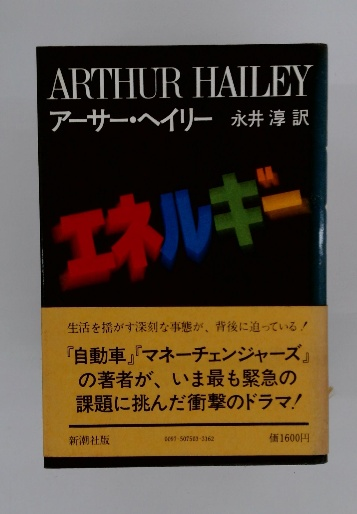 ARTHUR HAILEY
アーサー・ヘイリー 永井淳訳
エネルギー
生活を揺がす深刻な事態が、背後に迫っている!
『自動車』『マネーチェンジャーズ』
の著者が、いま最も緊急の
課題に挑んだ衝撃のドラマ!
新潮社版 0097-507503-3162 価1600円